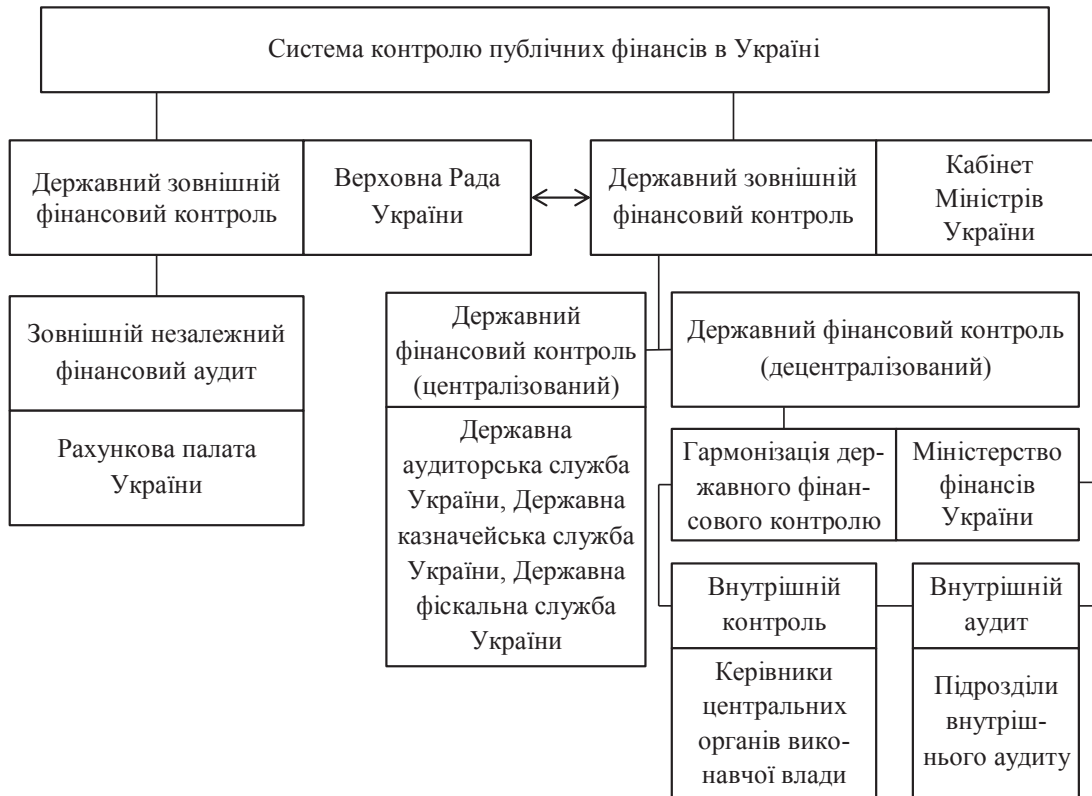 Система контролю публічних фінансів в Україні
Державний зовнішній
фінансовий контроль
Верховна Рада
України
Державний зовнішній
фінансовий контроль
Кабінет
Міністрів
України
Зовнішній незалежний
фінансовий аудит
Рахункова палата
України
Державний
фінансовий контроль
(централізований)
Державна
аудиторська служба
України, Державна
казначейська служба
України, Державна
фіскальна служба
України
Державний фінансовий контроль
(децентралізований)
Гармонізація дер-
жавного фінан-
сового контролю
Міністерство
фінансів
України
Внутрішній
контроль
Керівники
центральних
органів вико-
навчої влади
Внутрішній
аудит
Підрозділи
внутріш-
нього аудиту